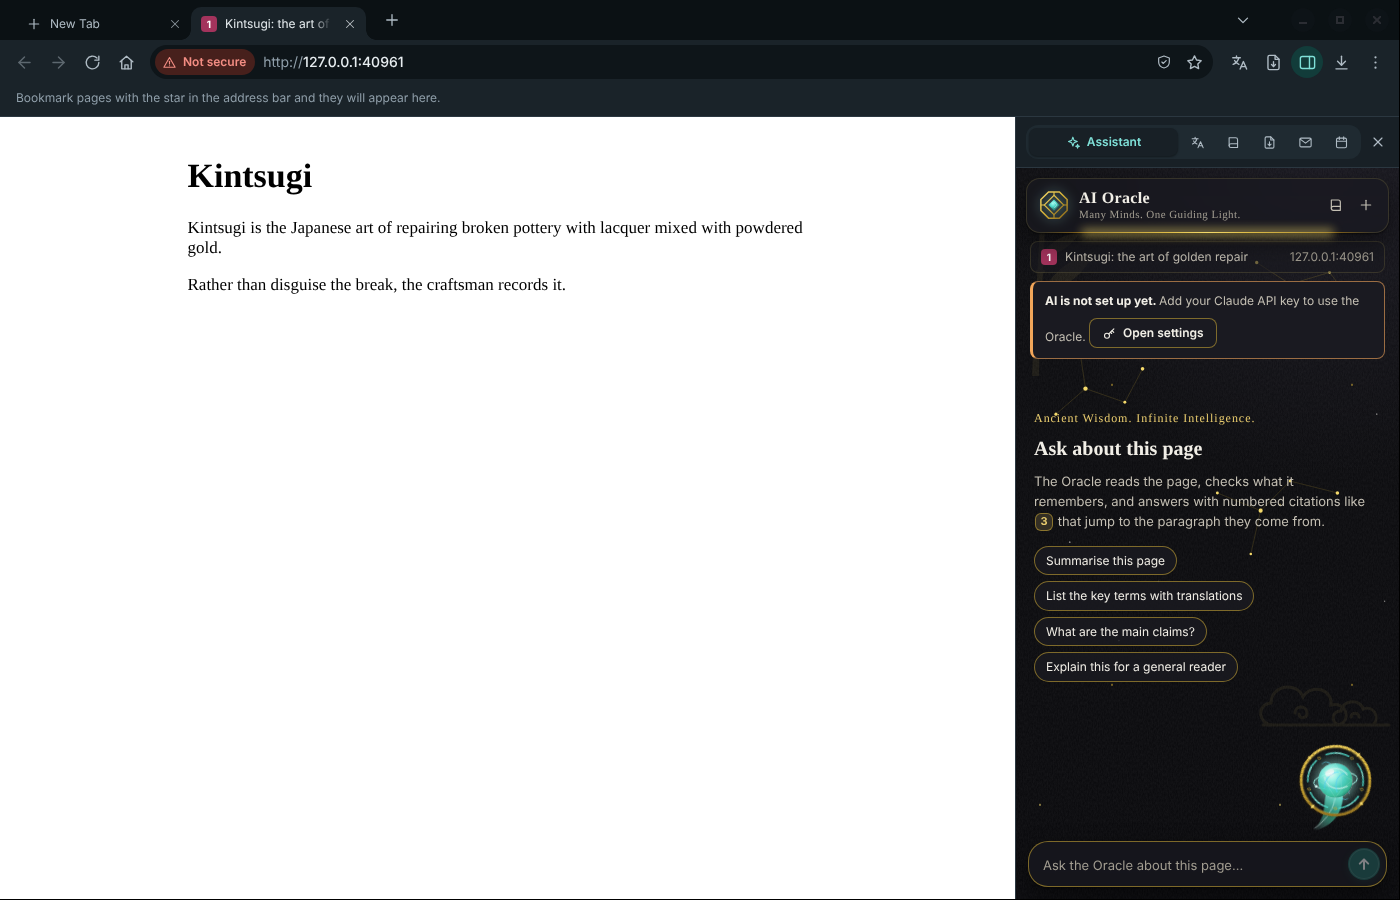 New Tab
1 Kintsugi: the art of
Not secure http://127.0.0.1:40961
Bookmark pages with the star in the address bar and they will appear here.
Kintsugi
Kintsugi is the Japanese art of repairing broken pottery with lacquer mixed with powdered
gold.
Rather than disguise the break, the craftsman records it.
Assistant
AI Oracle
Many Minds. One Guiding Light.
1 Kintsugi: the art of golden repair 127.0.0.1:40961
AI is not set up yet. Add your Claude API key to use the
Oracle. Open settings
Ancient Wisdom. Infinite Intelligence.
Ask about this page
The Oracle reads the page, checks what it
remembers, and answers with numbered citations like
3 that jump to the paragraph they come from.
Summarise this page
List the key terms with translations
What are the main claims?
Explain this for a general reader
Ask the Oracle about this page...